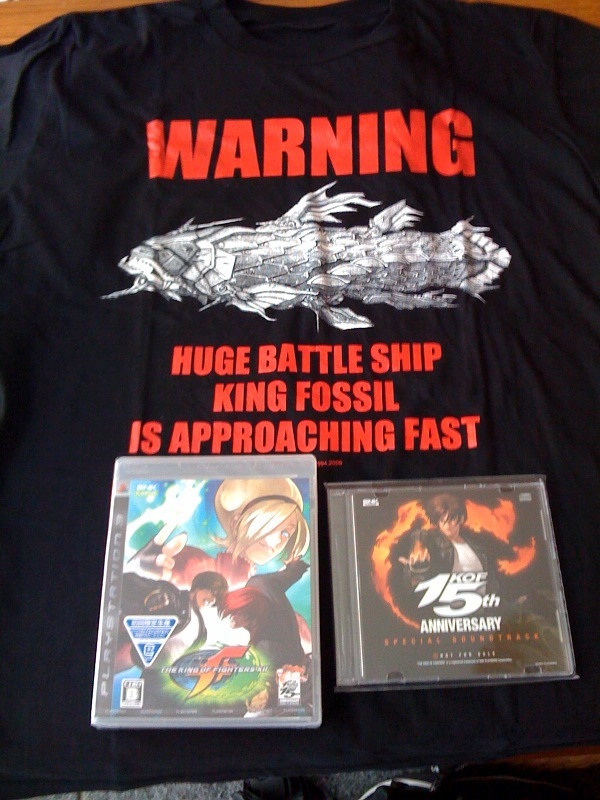 WARNING
HUGE BATTLE SHIP
KING FOSSIL
IS APPROACHING FAST
PLAYSTATION 3
THE KING OF FIGHTERS XII
B
KOF
15th
ANNIVERSARY
SPECIAL SOUNDTRACK
NOT FOR SALE